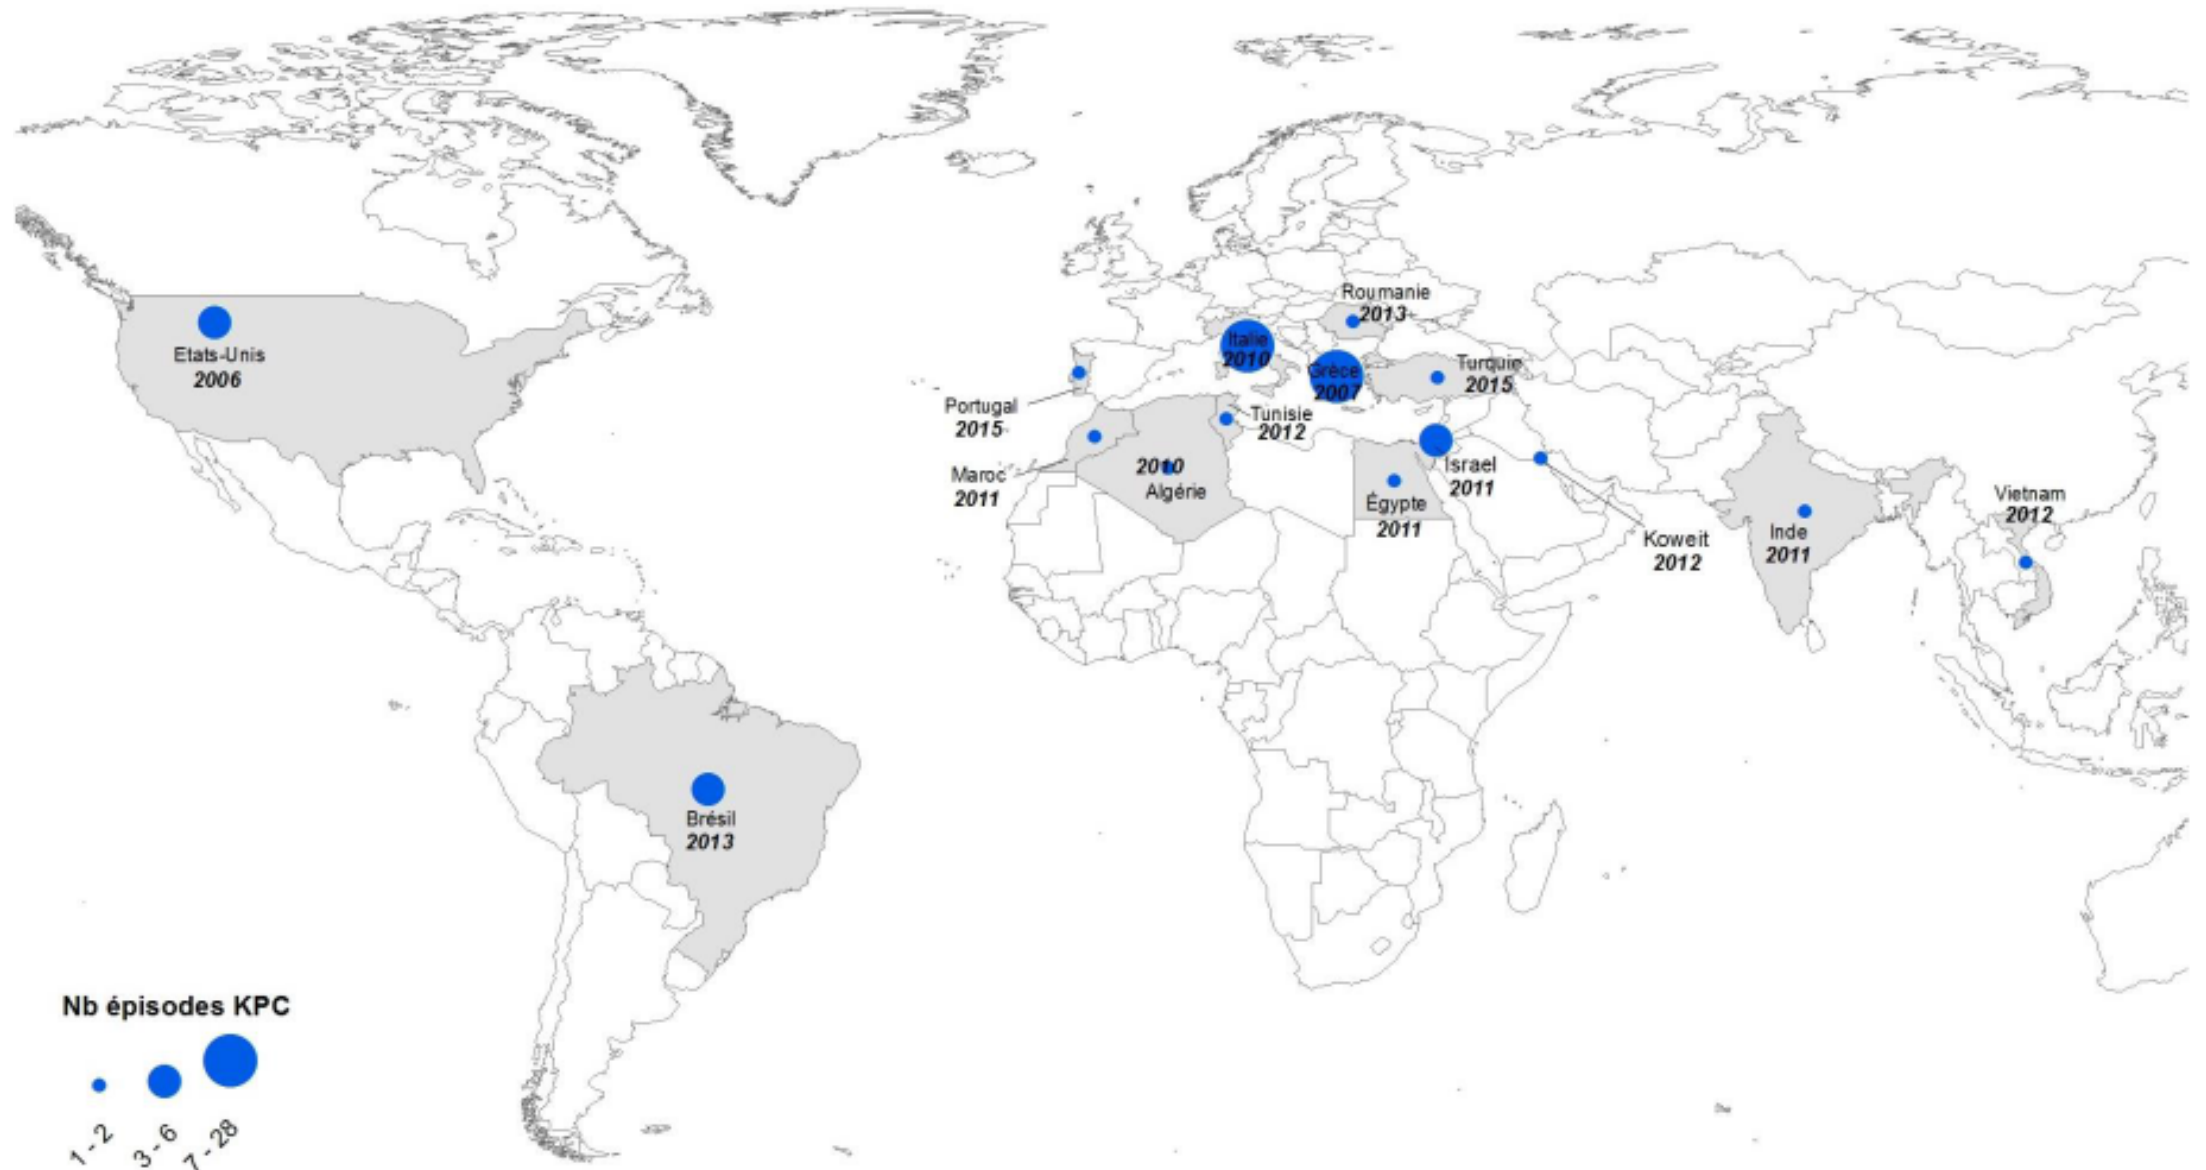 Roumanie
2013
Italie
2010
Etats-Unis
2006
Grèce
2007
Turquie
2015
Portugal
2015
Tunisie
2012
Maroc
2011
2010
Algérie
Israel
2011
Égypte
2011
Koweit
2012
Inde
2011
Vietnam
2012
Brésil
2013
Nb épisodes KPC
1 - 2
3 - 6
7 - 28